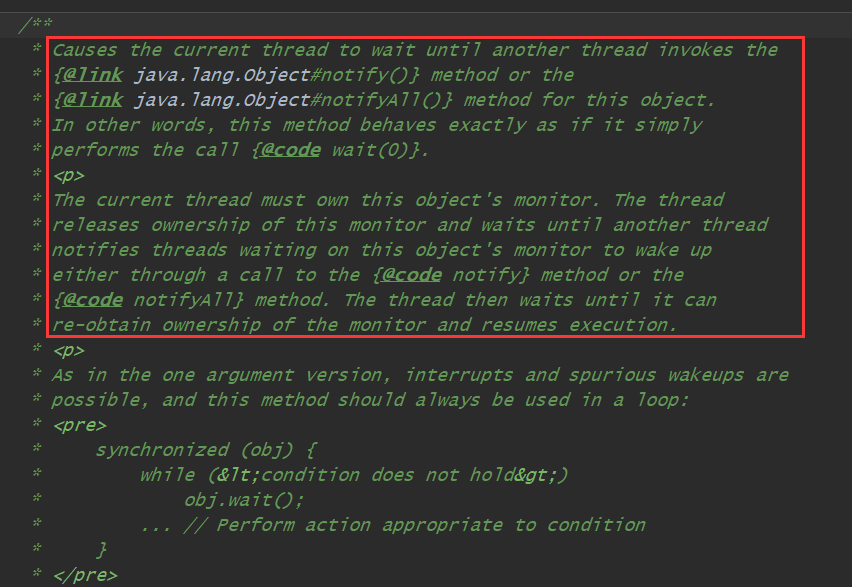 /**
* Causes the current thread to wait until another thread invokes the
* {@link java.lang.Object#notify()} method or the
* {@link java.lang.Object#notifyAll()} method for this object.
* In other words, this method behaves exactly as if it simply
* performs the call {@code wait(0)}.
* <p>
* The current thread must own this object's monitor. The thread
* releases ownership of this monitor and waits until another thread
* notifies threads waiting on this object's monitor to wake up
* either through a call to the {@code notify} method or the
* {@code notifyAll} method. The thread then waits until it can
* re-obtain ownership of the monitor and resumes execution.
* <p>
* As in the one argument version, interrupts and spurious wakeups are
* possible, and this method should always be used in a loop:
* <pre>
*     synchronized (obj) {
*         while (&lt;condition does not hold&gt;)
*             obj.wait();
*         ... // Perform action appropriate to condition
*     }
* </pre>